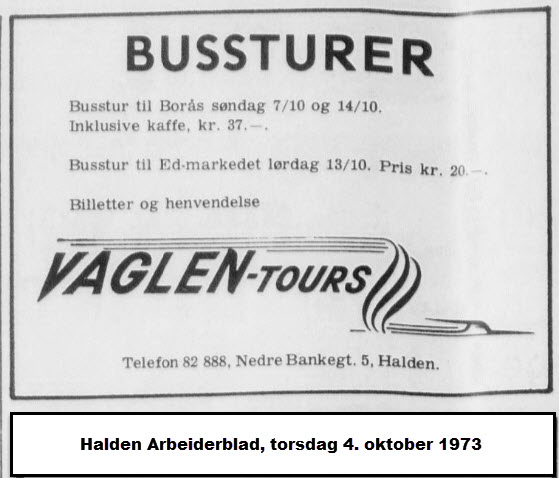 BUSSTURER
Busstur til Borås søndag 7/10 og 14/10.
Inklusive kaffe, kr. 37.—.
Busstur til Ed-markedet lørdag 13/10. Pris kr. 20.—.
Billetter og henvendelse
VAGLEN-TOURS
Telefon 82 888, Nedre Bankegt. 5, Halden.
Halden Arbeiderblad, torsdag 4. oktober 1973